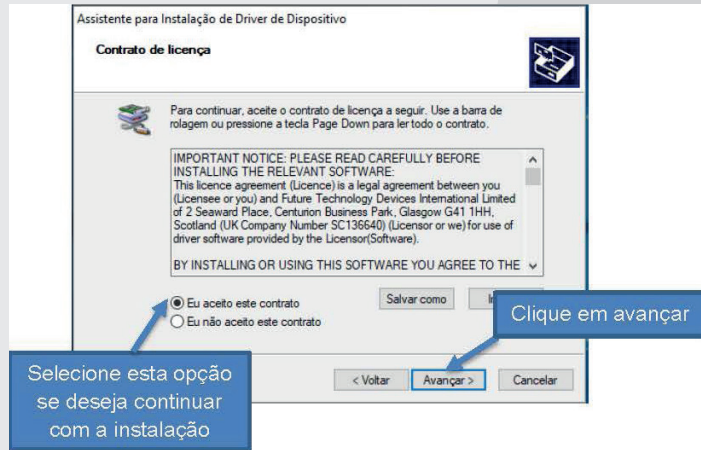 Assistente para Instalação de Driver de Dispositivo
Contrato de licença
Para continuar, aceite o contrato de licença a seguir. Use a barra de
rolagem ou pressione a tecla Page Down para ler todo o contrato.
IMPORTANT NOTICE: PLEASE READ CAREFULLY BEFORE
INSTALLING THE RELEVANT SOFTWARE:
This licence agreement (Licence) is a legal agreement between you
(Licensee or you) and Future Technology Devices International Limited
of 2 Seaward Place, Centurion Business Park, Glasgow G41 1HH,
Scotland (UK Company Number SC136640) (Licensor or we) for use of
driver software provided by the Licensor(Software).
BY INSTALLING OR USING THIS SOFTWARE YOU AGREE TO THE
Eu aceito este contrato
Salvar como
Eu não aceito este contrato
Clique em avançar
Selecione esta opção
se deseja continuar
com a instalação
< Voltar
Avançar >
Cancelar